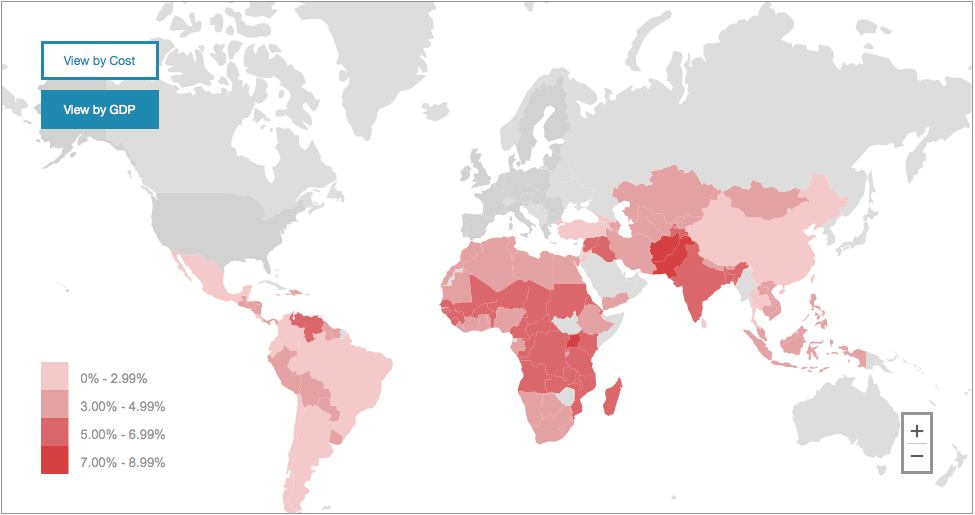 View by Cost
View by GDP
0% - 2.99%
3.00% - 4.99%
5.00% - 6.99%
7.00% - 8.99%
+
−